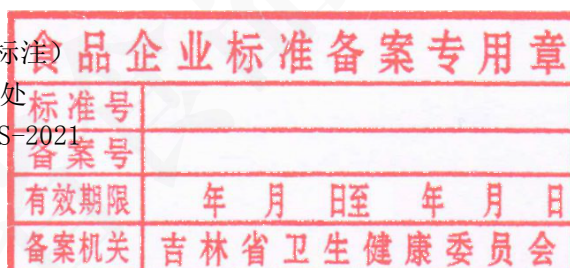 标注）
处
S-2021
食品企业标准备案专用章
标准号
备案号
有效期限 年 月 日至 年 月 日
备案机关 吉林省卫生健康委员会